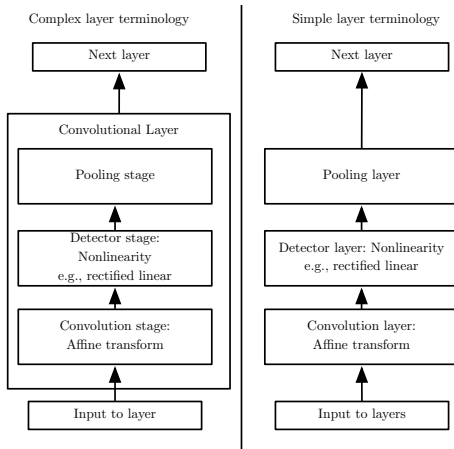 Complex layer terminology
Next layer
Convolutional Layer
Pooling stage
Detector stage:
Nonlinearity
e.g., rectified linear
Convolution stage:
Affine transform
Input to layer
Simple layer terminology
Next layer
Pooling layer
Detector layer: Nonlinearity
e.g., rectified linear
Convolution layer:
Affine transform
Input to layers